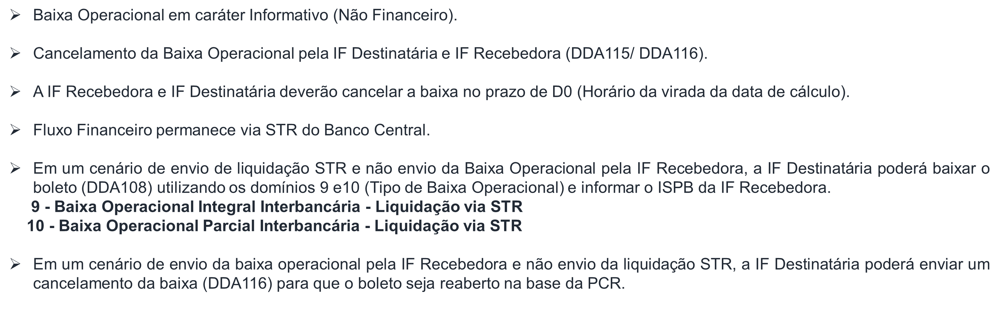 ➢ Baixa Operacional em caráter Informativo (Não Financeiro).
➢ Cancelamento da Baixa Operacional pela IF Destinatária e IF Recebedora (DDA115/ DDA116).
➢ A IF Recebedora e IF Destinatária deverão cancelar a baixa no prazo de D0 (Horário da virada da data de cálculo).
➢ Fluxo Financeiro permanece via STR do Banco Central.
➢ Em um cenário de envio de liquidação STR e não envio da Baixa Operacional pela IF Recebedora, a IF Destinatária poderá baixar o
boleto (DDA108) utilizando os domínios 9 e10 (Tipo de Baixa Operacional) e informar o ISPB da IF Recebedora.
9 - Baixa Operacional Integral Interbancária - Liquidação via STR
10 - Baixa Operacional Parcial Interbancária - Liquidação via STR
➢ Em um cenário de envio da baixa operacional pela IF Recebedora e não envio da liquidação STR, a IF Destinatária poderá enviar um
cancelamento da baixa (DDA116) para que o boleto seja reaberto na base da PCR.